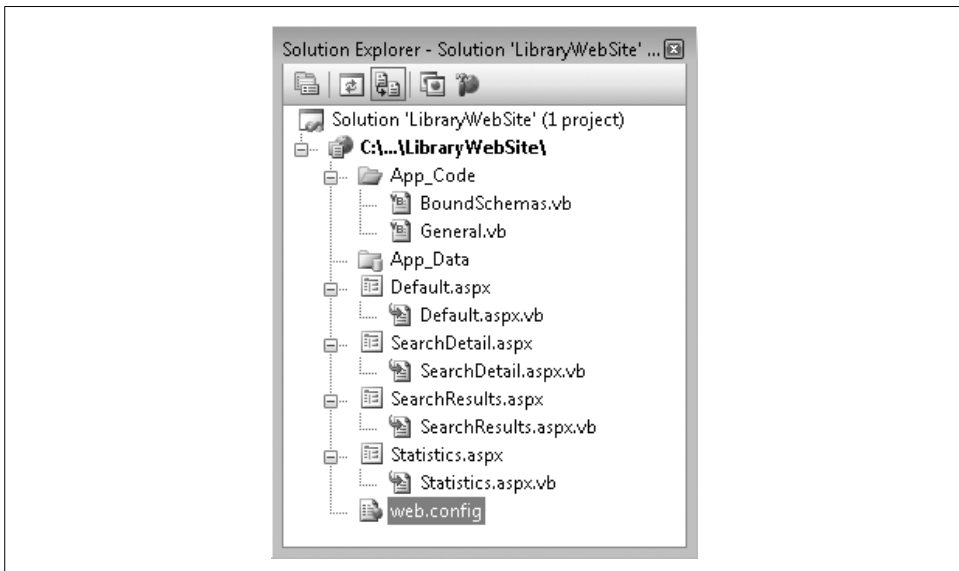 Solution Explorer - Solution 'LibraryWebSite' ...
Solution 'LibraryWebSite' (1 project)
C:\...\LibraryWebSite\
App_Code
BoundSchemas.vb
General.vb
App_Data
Default.aspx
Default.aspx.vb
SearchDetail.aspx
SearchDetail.aspx.vb
SearchResults.aspx
SearchResults.aspx.vb
Statistics.aspx
Statistics.aspx.vb
web.config